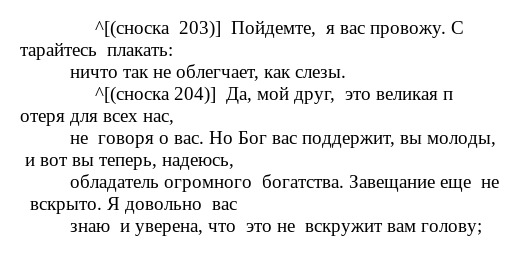 ^[(сноска 203)] Пойдемте, я вас провожу. С
тарайтесь плакать:
ничто так не облегчает, как слезы.
^[(сноска 204)] Да, мой друг, это великая п
отеря для всех нас,
не говоря о вас. Но Бог вас поддержит, вы молоды,
и вот вы теперь, надеюсь,
обладатель огромного богатства. Завещание еще не
вскрыто. Я довольно вас
знаю и уверена, что это не вскружит вам голову;